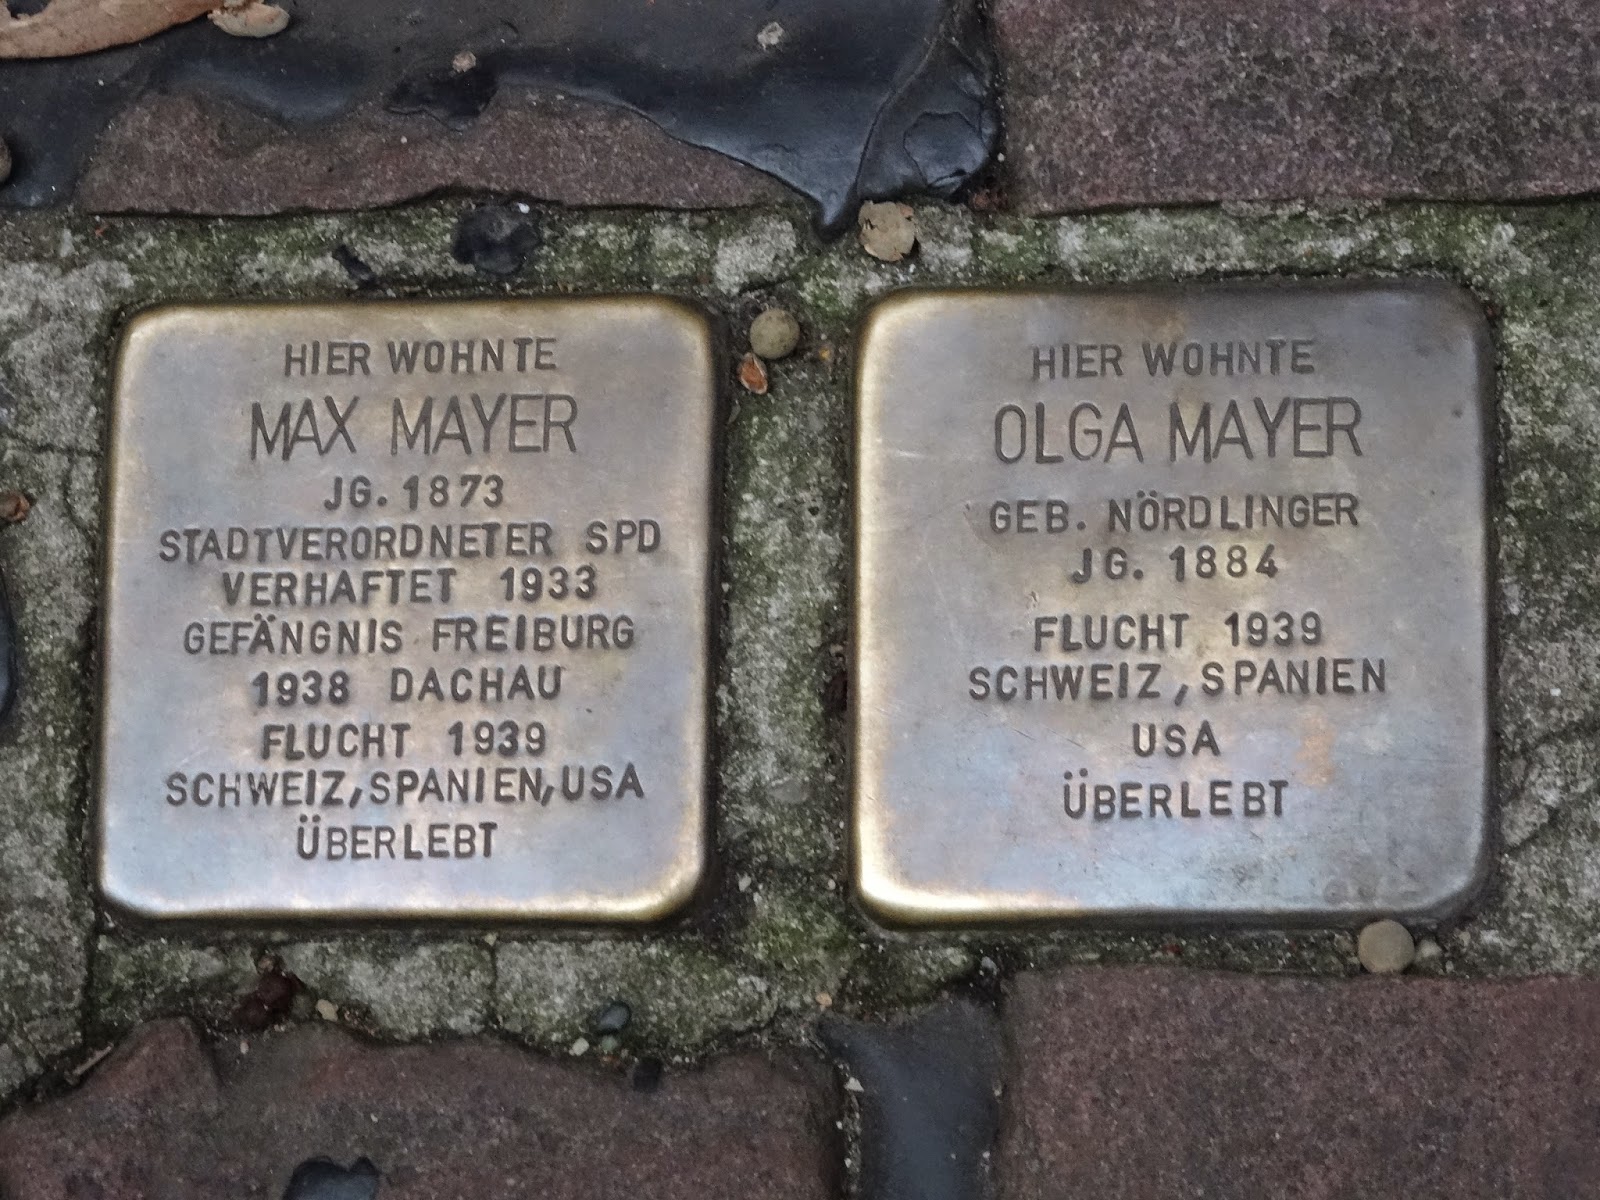 HIER WOHNTE
MAX MAYER
JG. 1873
STADTVERORDNETER SPD
VERHAFTET 1933
GEFÄNGNIS FREIBURG
1938 DACHAU
FLUCHT 1939
SCHWEIZ, SPANIEN, USA
ÜBERLEBT
HIER WOHNTE
OLGA MAYER
GEB. NÖRDLINGER
JG. 1884
FLUCHT 1939
SCHWEIZ, SPANIEN
USA
ÜBERLEBT